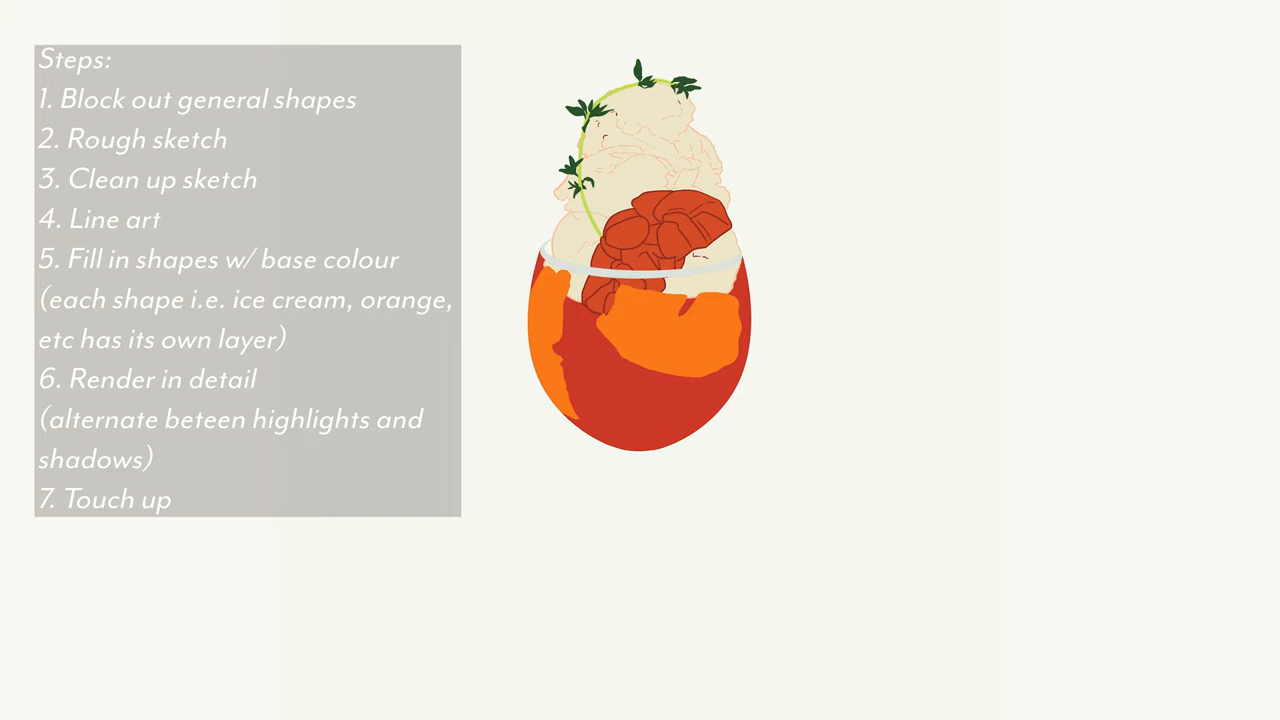 Steps:
1. Block out general shapes
2. Rough sketch
3. Clean up sketch
4. Line art
5. Fill in shapes w/ base colour
(each shape i.e. ice cream, orange,
etc has its own layer)
6. Render in detail
(alternate beteen highlights and
shadows)
7. Touch up